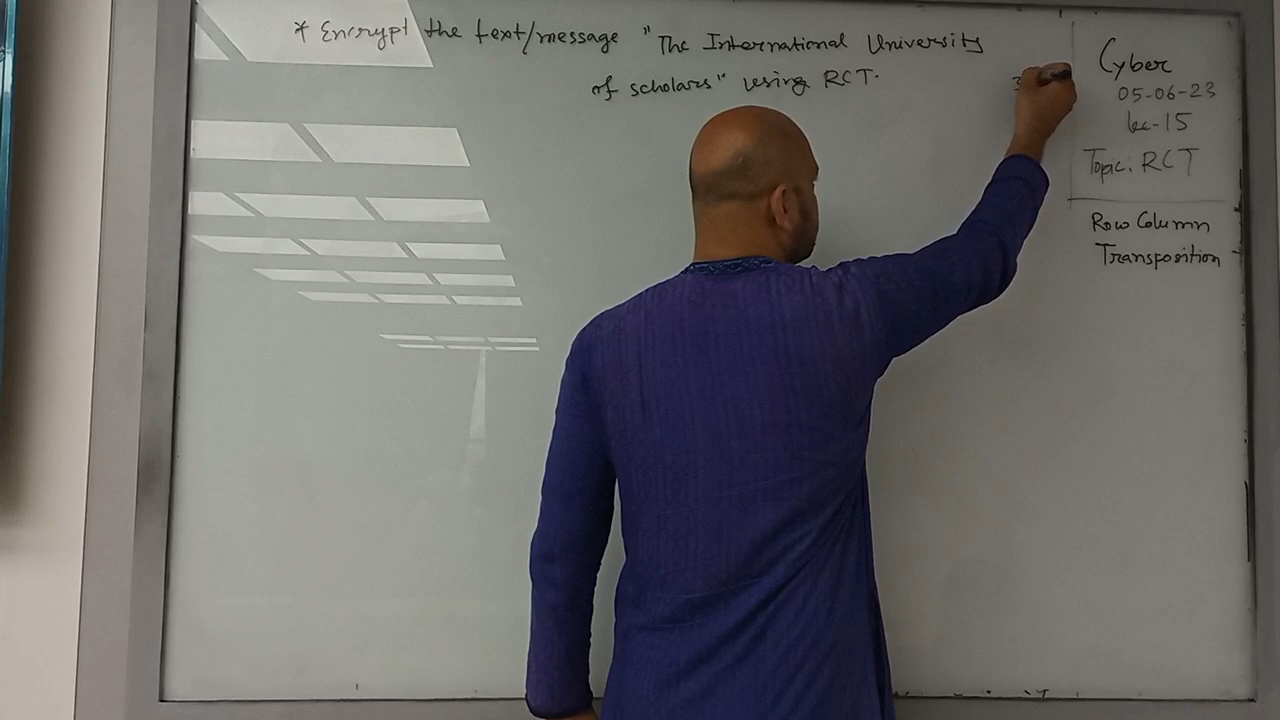 * Encrypt the text/message "The International University
of scholars" using RCT.
3
Cyber
05-06-23
Lec-15
Topic: RCT
Row Column
Transposition